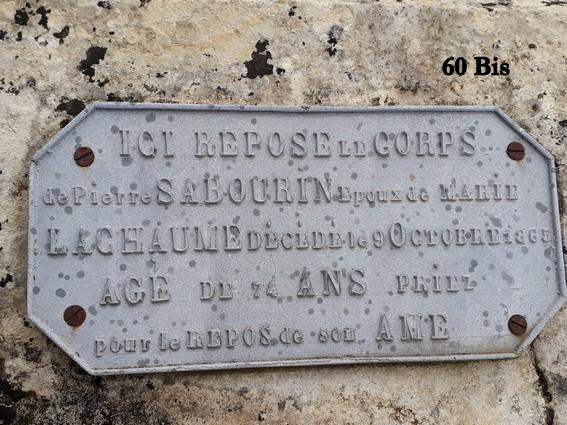 60 Bis
ICI REPOSE LE CORPS
de Pierre SABOURIN Epoux de MARIE
LACHAUME DÉCÉDÉ le 9 OCTOBRE 1865
AGE DE 74 ANS PRIEZ
pour le REPOS de son AME